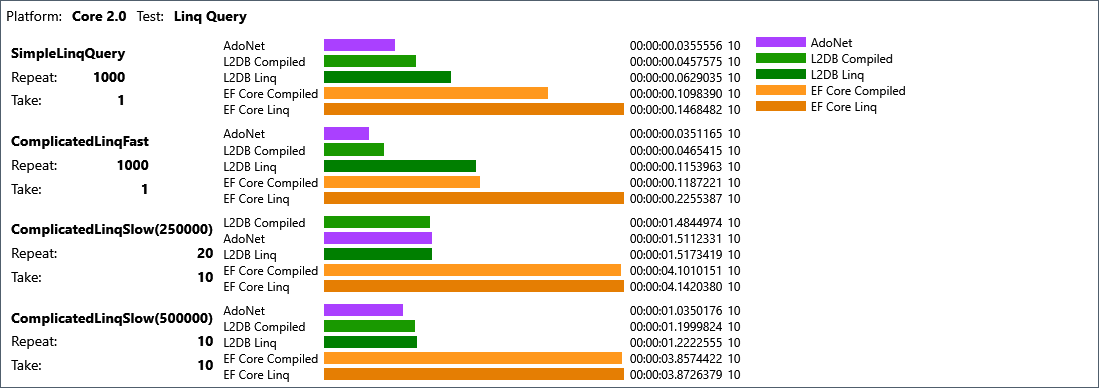 Platform: Core 2.0 Test: Linq Query
SimpleLinqQuery
Repeat: 1000
Take: 1
AdoNet 00:00:00.0355556 10
L2DB Compiled 00:00:00.0457575 10
L2DB Linq 00:00:00.0629035 10
EF Core Compiled 00:00:00.1098390 10
EF Core Linq 00:00:00.1468482 10
AdoNet
L2DB Compiled
L2DB Linq
EF Core Compiled
EF Core Linq
ComplicatedLinqFast
Repeat: 1000
Take: 1
AdoNet 00:00:00.0351165 10
L2DB Compiled 00:00:00.0465415 10
L2DB Linq 00:00:00.1153963 10
EF Core Compiled 00:00:00.1187221 10
EF Core Linq 00:00:00.2255387 10
ComplicatedLinqSlow(250000)
Repeat: 20
Take: 10
L2DB Compiled 00:00:01.4844974 10
AdoNet 00:00:01.5112331 10
L2DB Linq 00:00:01.5173419 10
EF Core Compiled 00:00:04.1010151 10
EF Core Linq 00:00:04.1420380 10
ComplicatedLinqSlow(500000)
Repeat: 10
Take: 10
AdoNet 00:00:01.0350176 10
L2DB Compiled 00:00:01.1999824 10
L2DB Linq 00:00:01.2222555 10
EF Core Compiled 00:00:03.8574422 10
EF Core Linq 00:00:03.8726379 10